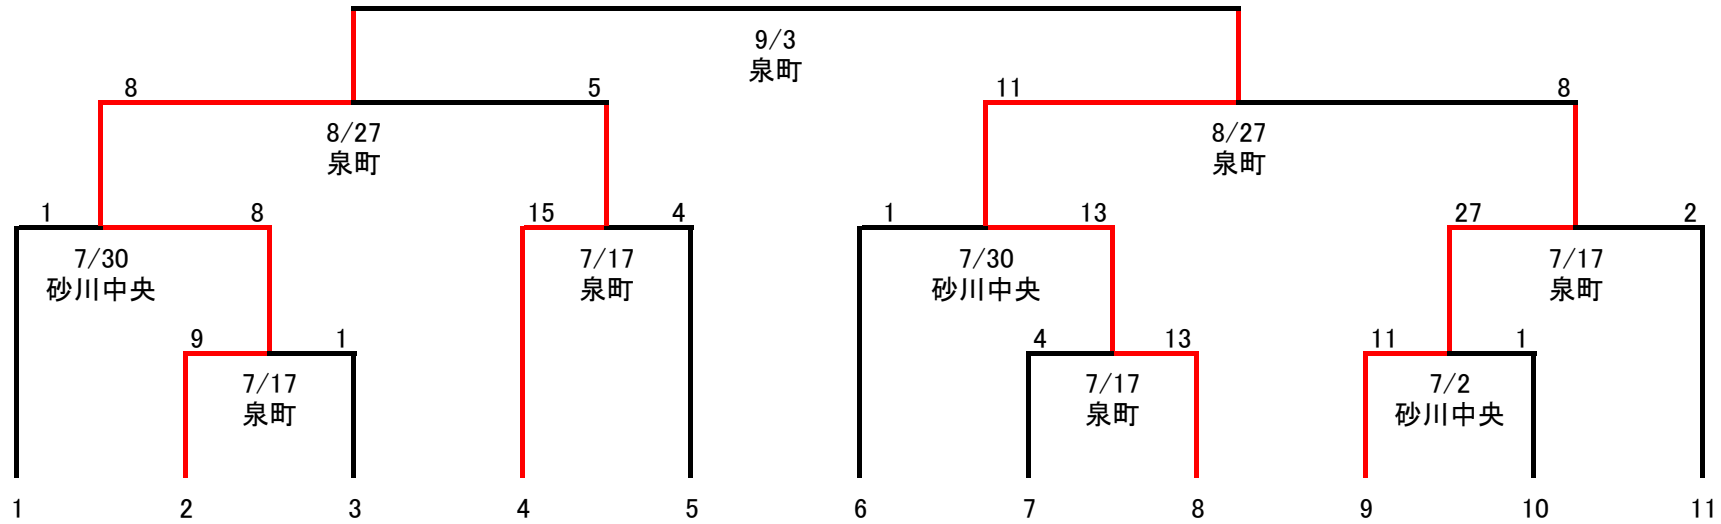 9/3
泉町
8 5 11 8
8/27 8/27
泉町 泉町
1 8 15 4 1 13 27 2
7/30 7/17 7/30 7/17
砂川中央 泉町 砂川中央 泉町
9 1 4 13 11 1
7/17 7/17 7/2
泉町 泉町 砂川中央
1 2 3 4 5 6 7 8 9 10 11